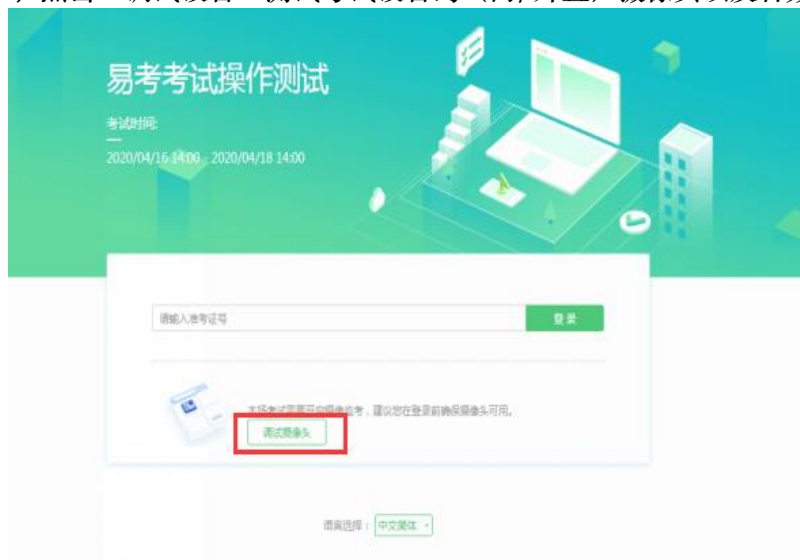 易考考试操作测试
考试时间:
2020/04/16 14:00 - 2020/04/18 14:00
请输入准考证号
登录
本场考试需要开启摄像监考，建议您在登录前确保摄像头可用。
调试摄像头
语言选择：中文简体